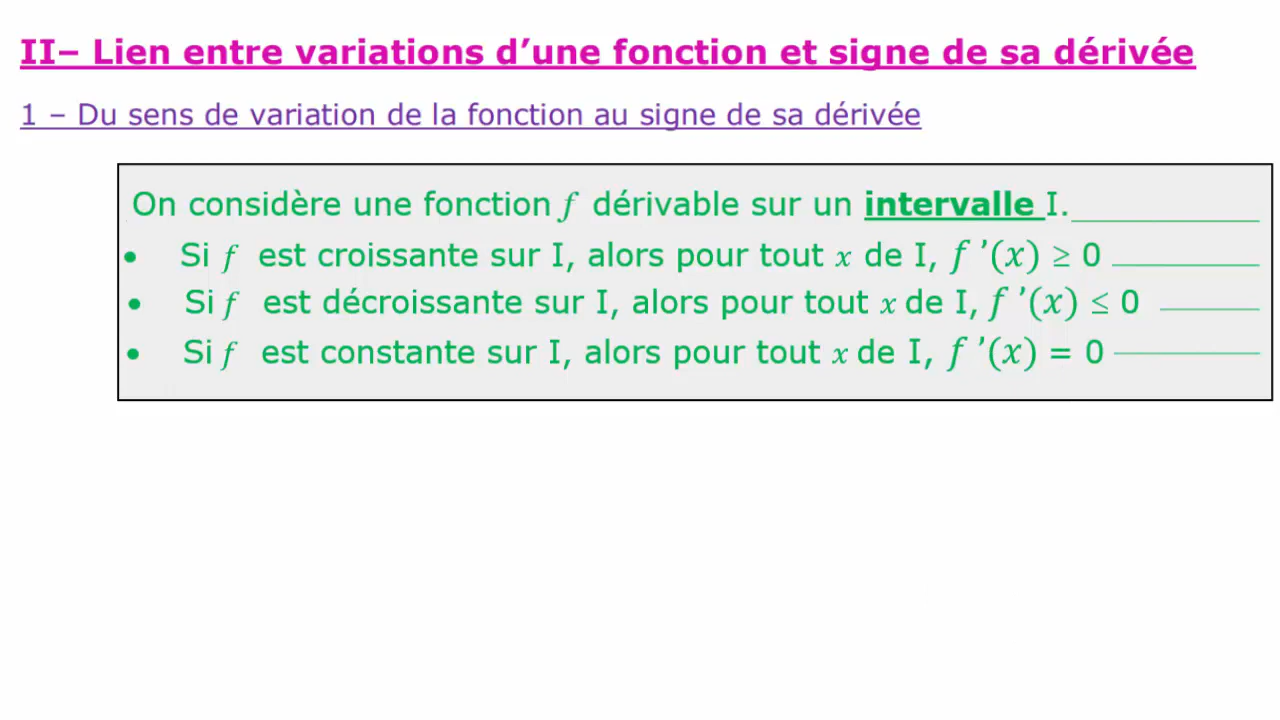 II– Lien entre variations d’une fonction et signe de sa dérivée
1 – Du sens de variation de la fonction au signe de sa dérivée
On considère une fonction f dérivable sur un intervalle I.
• Si f est croissante sur I, alors pour tout x de I, f ’(x) ≥ 0
• Si f est décroissante sur I, alors pour tout x de I, f ’(x) ≤ 0
• Si f est constante sur I, alors pour tout x de I, f ’(x) = 0